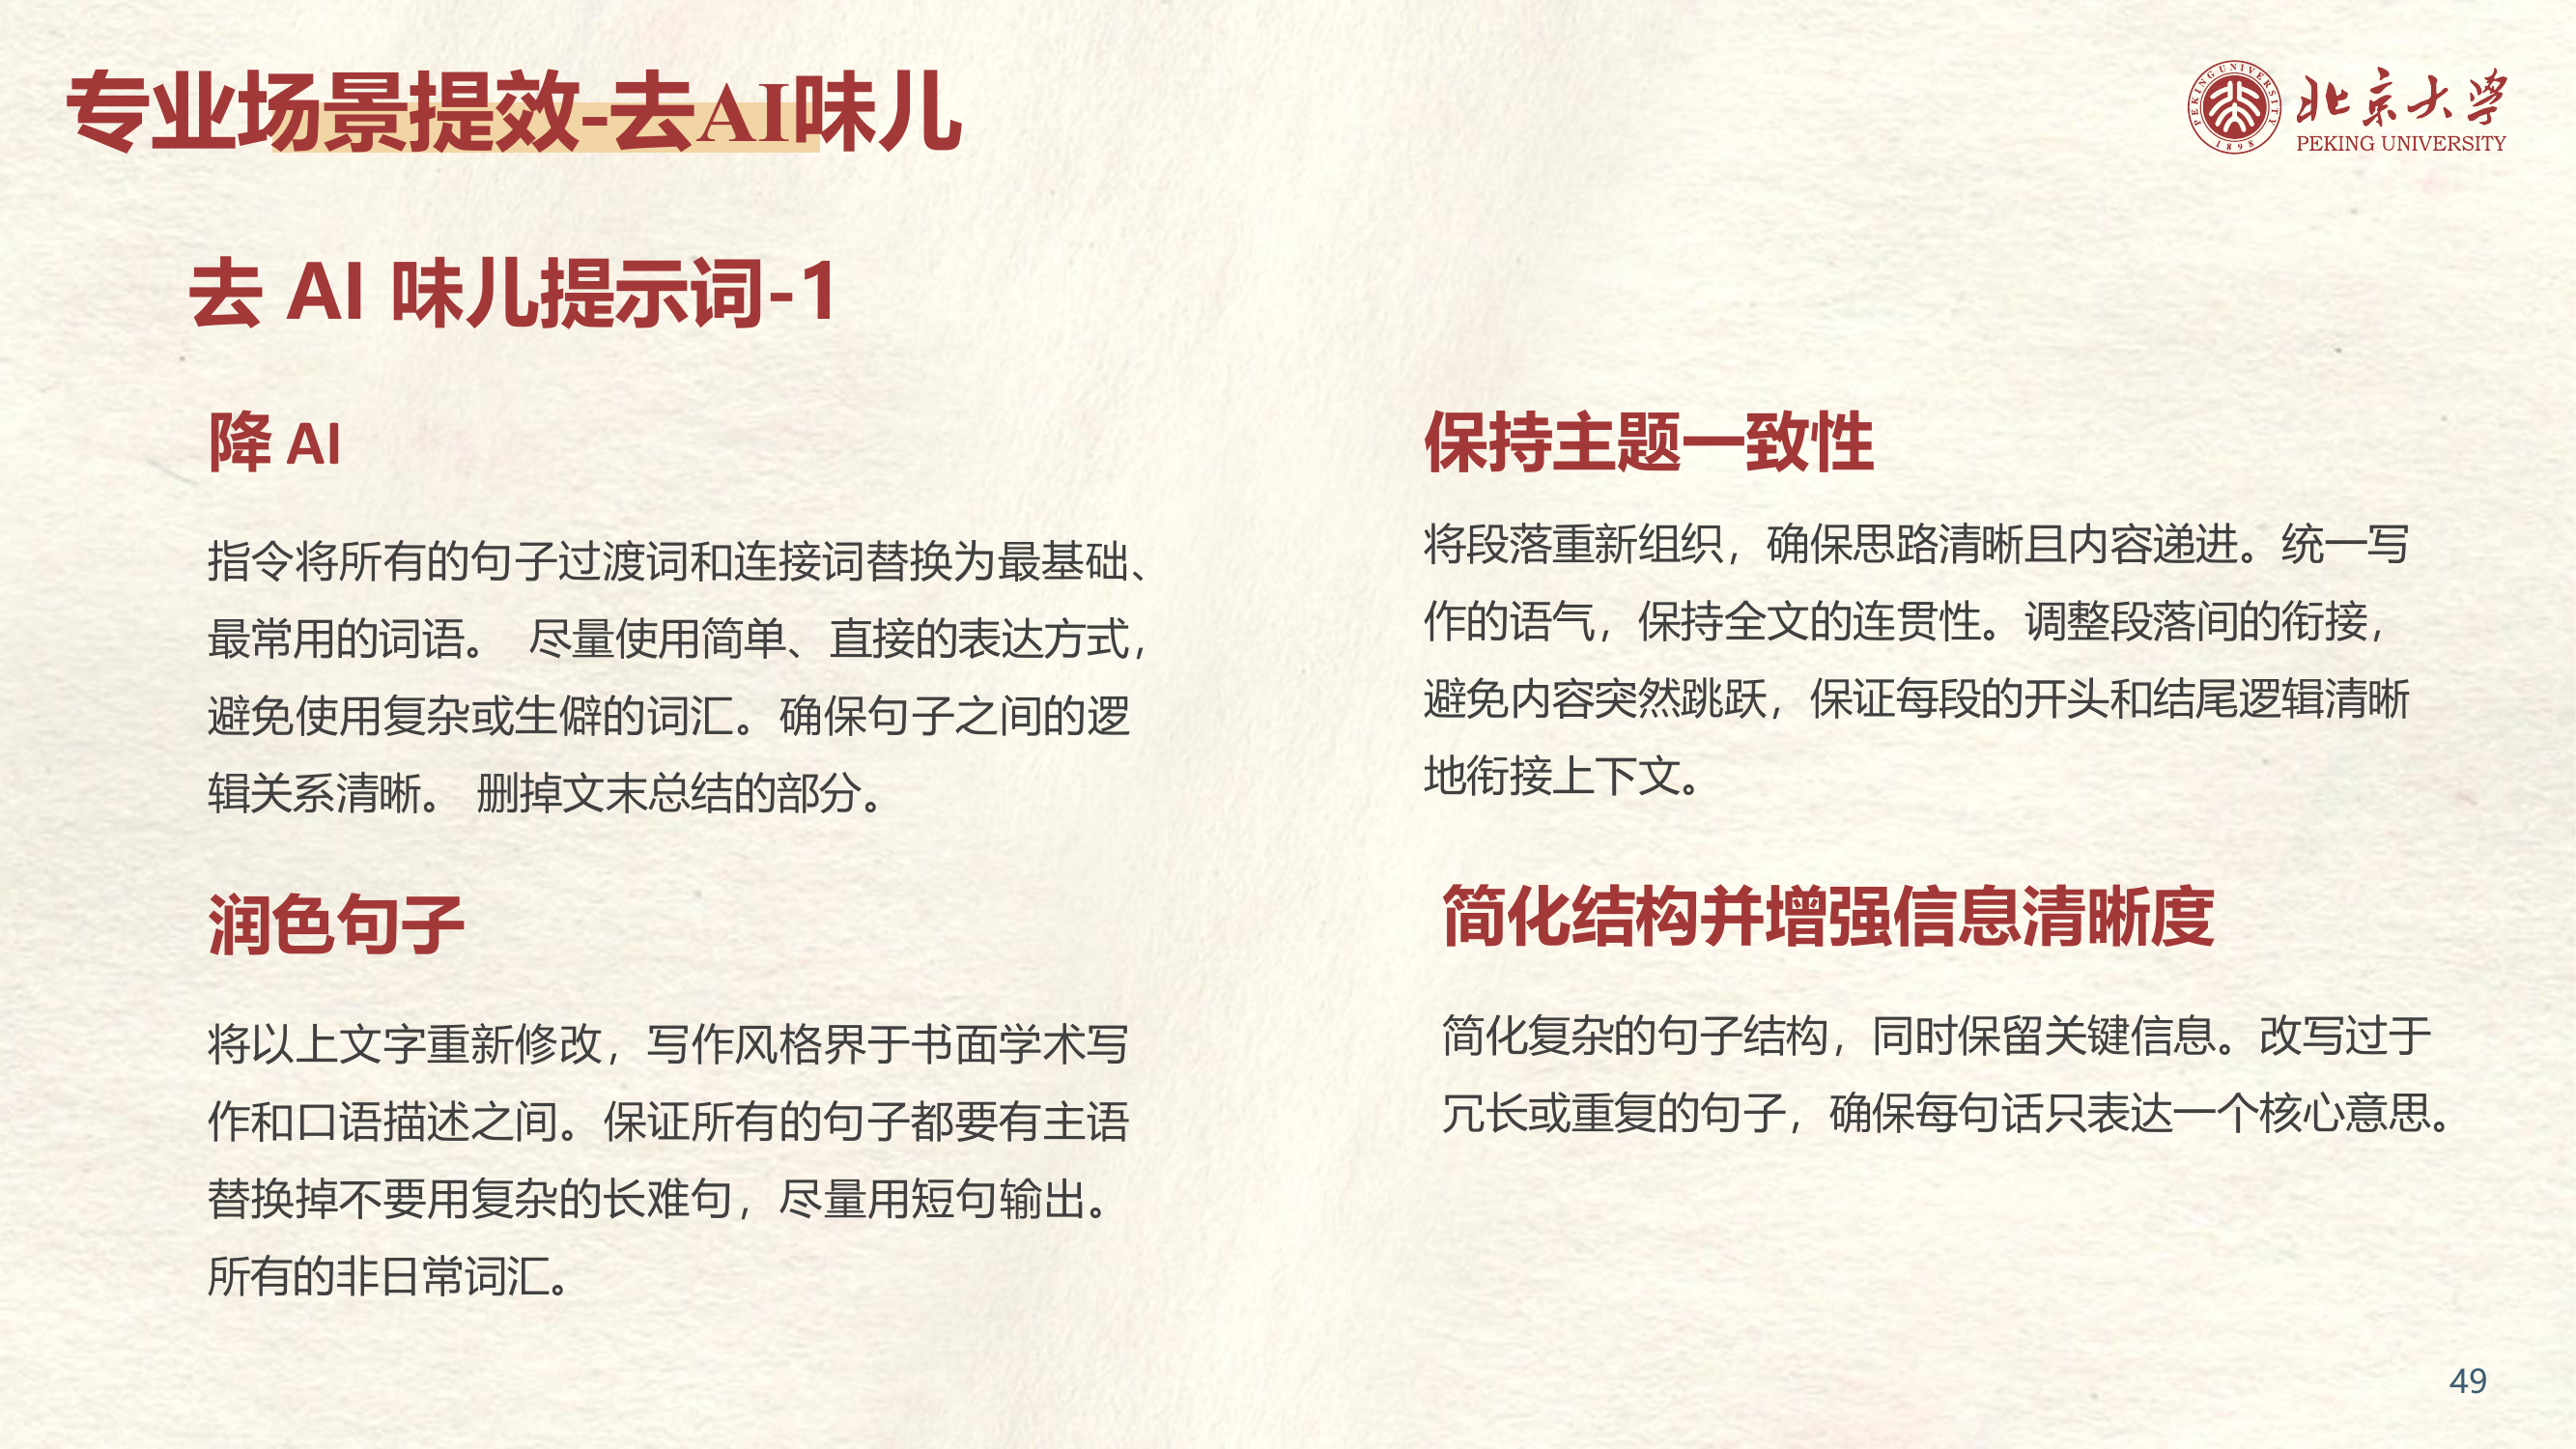 专业场景提效-去AI味儿
北京大学
PEKING UNIVERSITY
PEKING UNIVERSITY
1898
去 AI 味儿提示词-1
降 AI
指令将所有的句子过渡词和连接词替换为最基础、
最常用的词语。 尽量使用简单、直接的表达方式，
避免使用复杂或生僻的词汇。确保句子之间的逻
辑关系清晰。 删掉文末总结的部分。
润色句子
将以上文字重新修改，写作风格界于书面学术写
作和口语描述之间。保证所有的句子都要有主语
替换掉不要用复杂的长难句，尽量用短句输出。
所有的非日常词汇。
保持主题一致性
将段落重新组织，确保思路清晰且内容递进。统一写
作的语气，保持全文的连贯性。调整段落间的衔接，
避免内容突然跳跃，保证每段的开头和结尾逻辑清晰
地衔接上下文。
简化结构并增强信息清晰度
简化复杂的句子结构，同时保留关键信息。改写过于
冗长或重复的句子，确保每句话只表达一个核心意思。
49